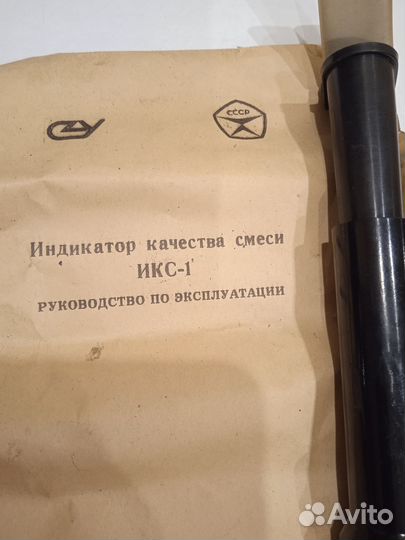 СССР
Индикатор качества смеси
ИКС-1
РУКОВОДСТВО ПО ЭКСПЛУАТАЦИИ
Avito